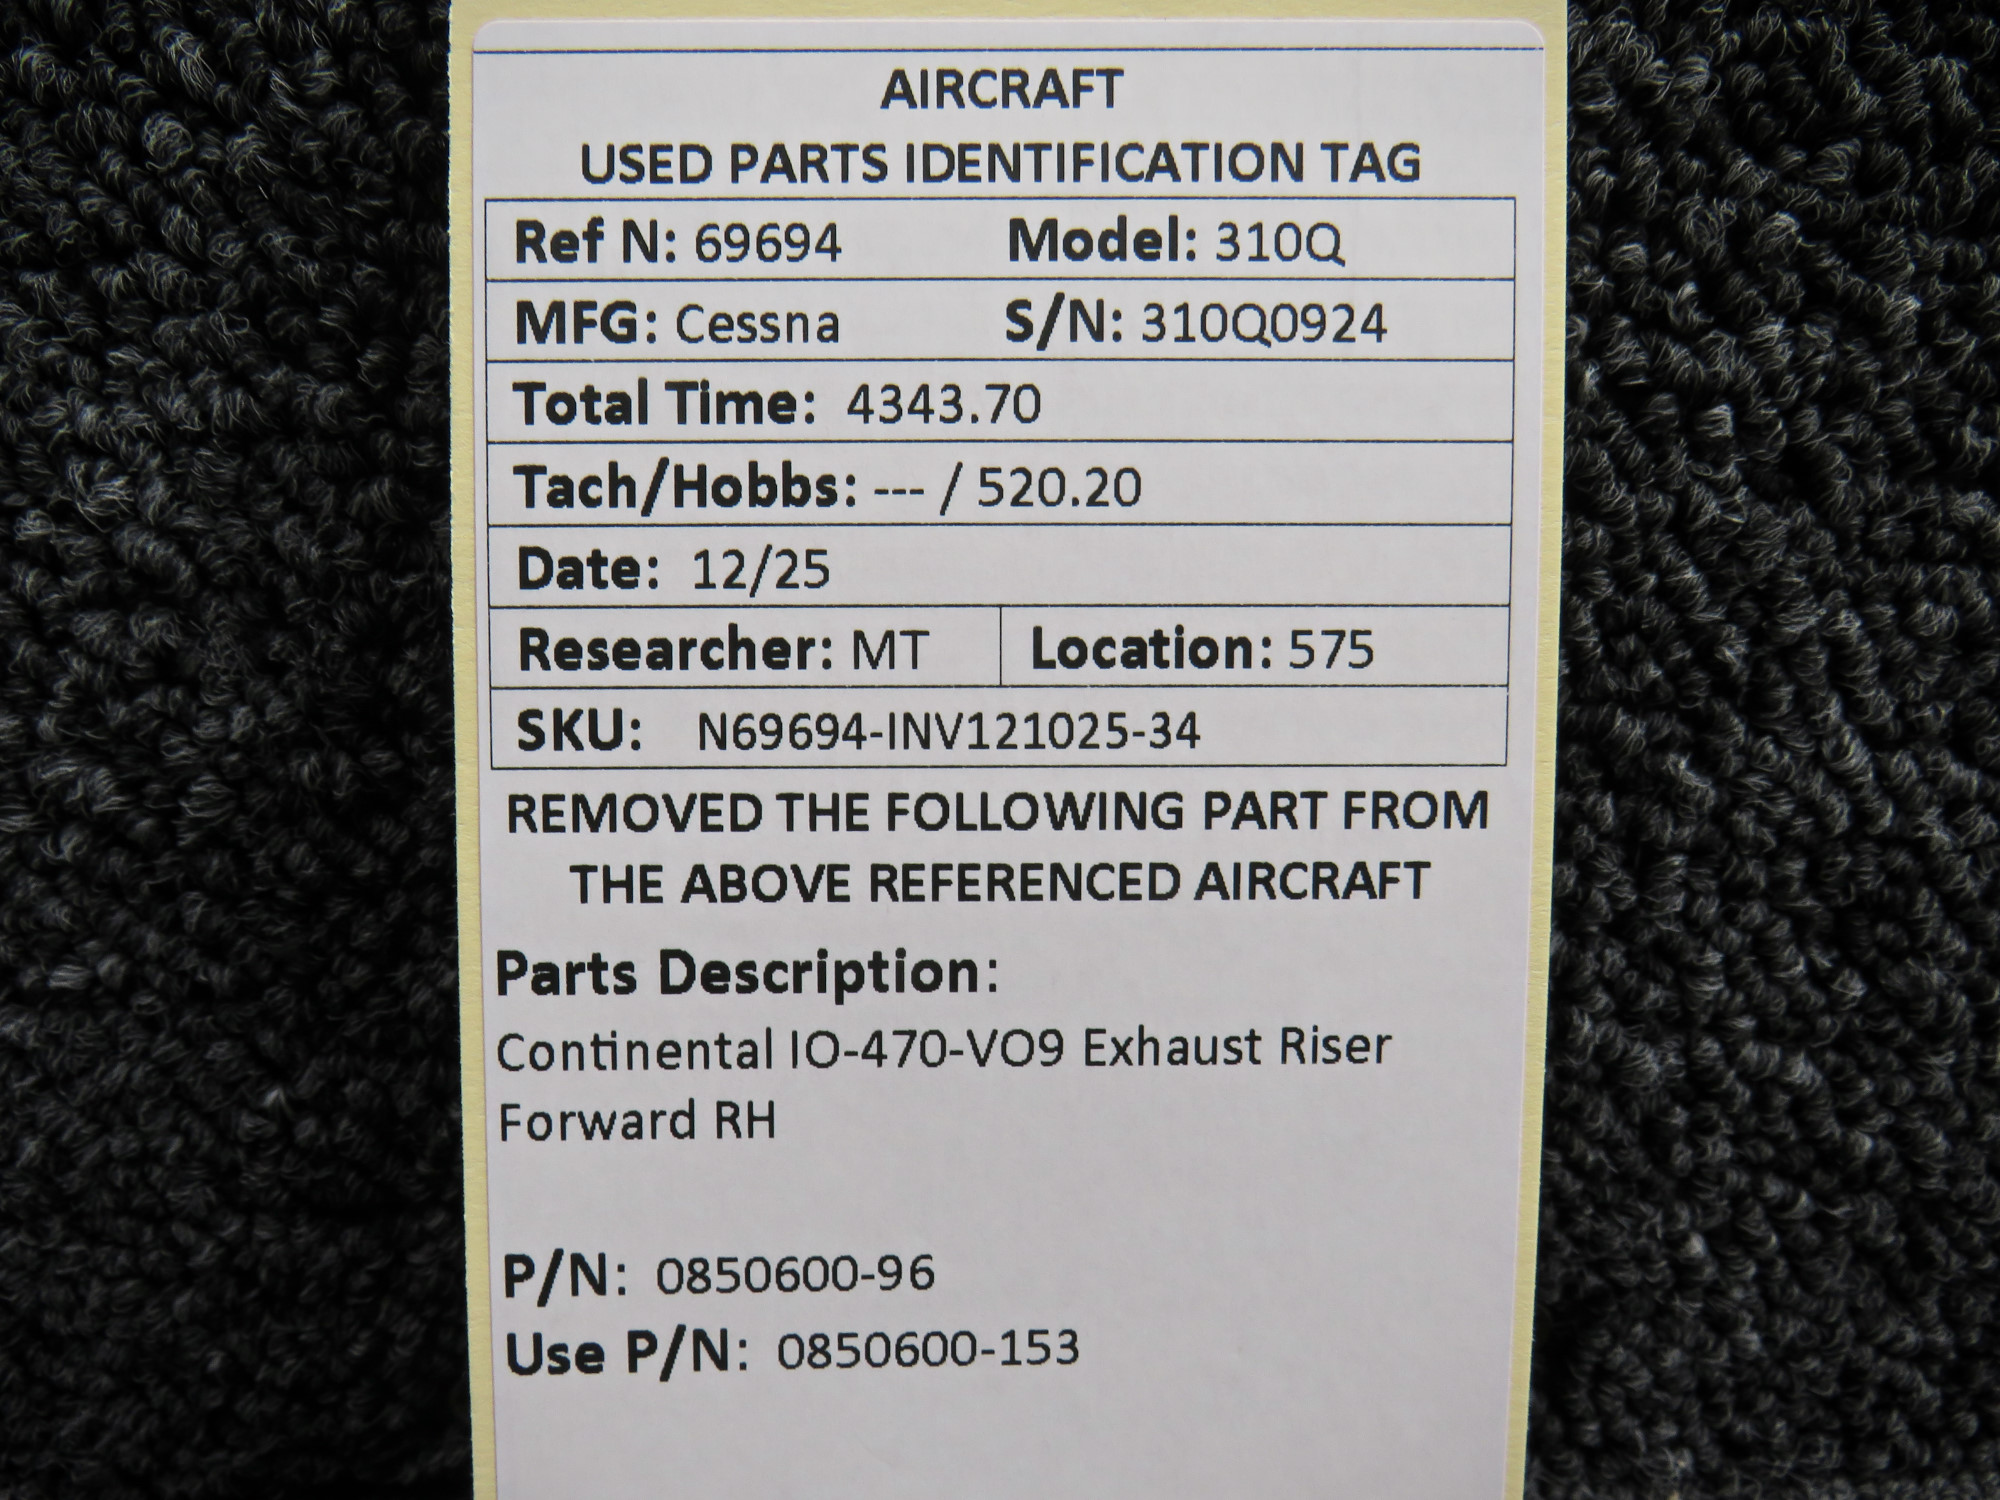 AIRCRAFT
USED PARTS IDENTIFICATION TAG
Ref N: 69694 Model: 310Q
MFG: Cessna S/N: 310Q0924
Total Time: 4343.70
Tach/Hobbs: --- / 520.20
Date: 12/25
Researcher: MT Location: 575
SKU: N69694-INV121025-34
REMOVED THE FOLLOWING PART FROM
THE ABOVE REFERENCED AIRCRAFT
Parts Description:
Continental IO-470-VO9 Exhaust Riser
Forward RH
P/N: 0850600-96
Use P/N: 0850600-153